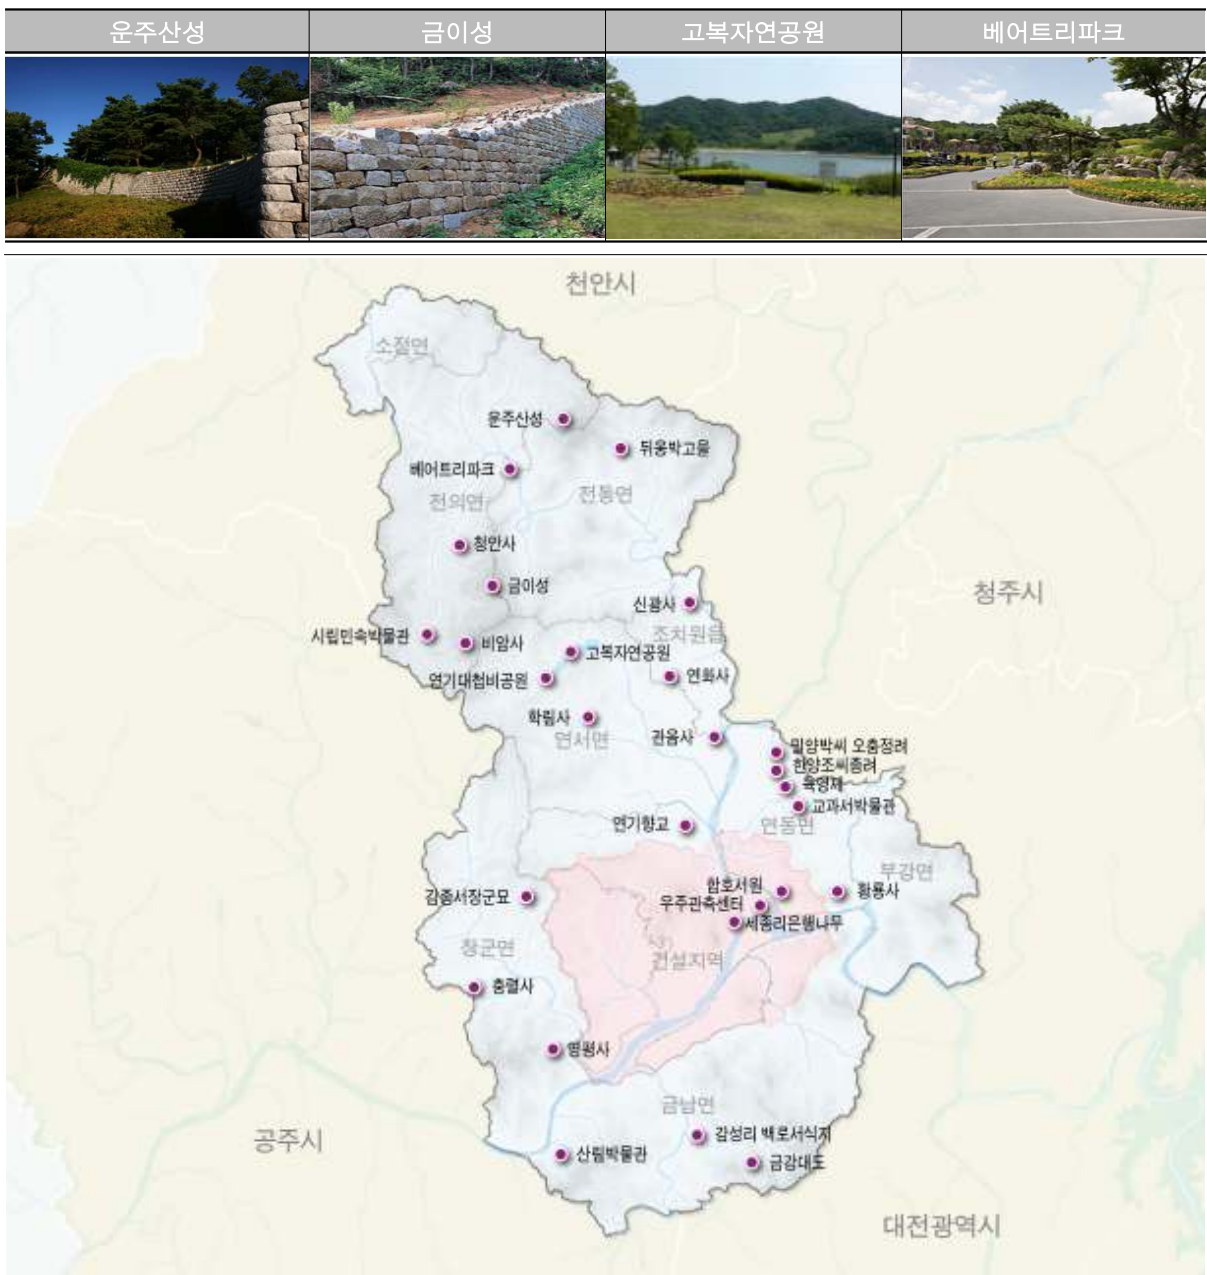 운주산성 금이성 고복자연공원 베어트리파크
천안시
소정면
운주산성
뒤웅박고을
베어트리파크
전의면
전동면
청안사
금이성
청주시
신광사
조치원읍
시립민속박물관
비암사
고복자연공원
연기대첩비공원
연화사
학림사
연서면
관음사
밀양박씨 오충정려
한양조씨종려
육영재
교과서박물관
연기향교
연동면
부강면
합호서원
황룡사
김종서장군묘
우주관측센터
세종리은행나무
장군면
건설지역
충렬사
영평사
금남면
감성리 백로서식지
공주시
산림박물관
금강대도
대전광역시